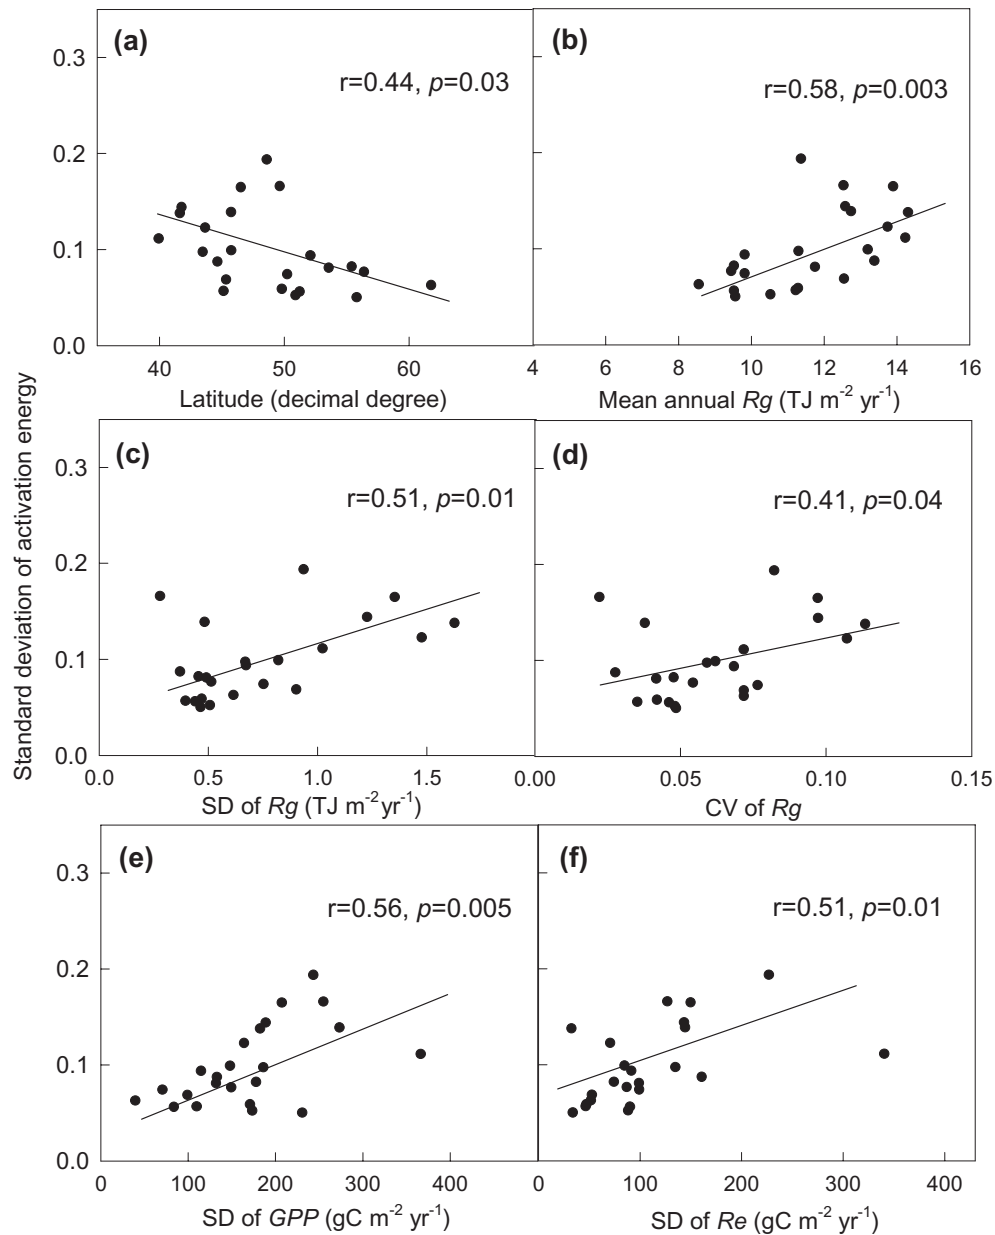 Standard deviation of activation energy
(a)
r=0.44, p=0.03
0.3
0.2
0.1
0.0
40 50 60
Latitude (decimal degree)
(b)
r=0.58, p=0.003
4 6 8 10 12 14 16
Mean annual Rg (TJ m-2 yr-1)
(c)
r=0.51, p=0.01
0.3
0.2
0.1
0.0
0.0 0.5 1.0 1.5
SD of Rg (TJ m-2 yr-1)
(d)
r=0.41, p=0.04
0.00 0.05 0.10 0.15
CV of Rg
(e)
r=0.56, p=0.005
0.3
0.2
0.1
0.0
0 100 200 300 400
SD of GPP (gC m-2 yr-1)
(f)
r=0.51, p=0.01
0 100 200 300 400
SD of Re (gC m-2 yr-1)